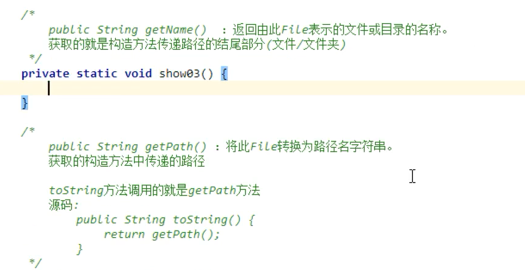 /*
public String getName() ：返回由此File表示的文件或目录的名称。
获取的就是构造方法传递路径的结尾部分(文件/文件夹)
*/
private static void show03() {
}
/*
public String getPath() ：将此File转换为路径名字符串。
获取的构造方法中传递的路径
toString方法调用的就是getPath方法
源码:
public String toString() {
return getPath();
}
*/